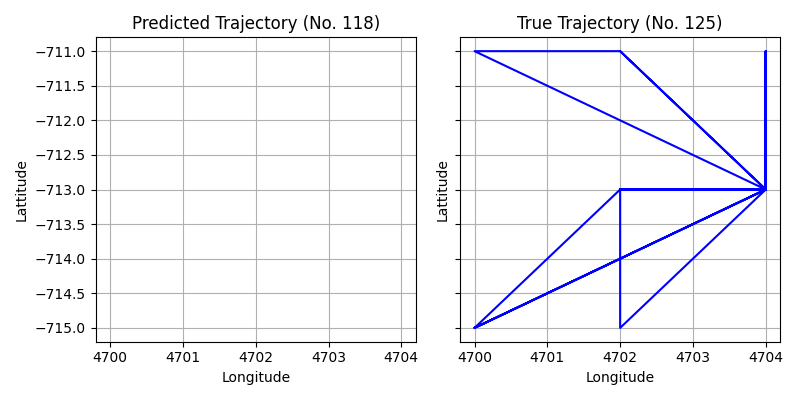 Predicted Trajectory (No. 118)
True Trajectory (No. 125)
−711.0
−711.5
−712.0
−712.5
−713.0
−713.5
−714.0
−714.5
−715.0
Lattitude
Lattitude
4700 4701 4702 4703 4704
4700 4701 4702 4703 4704
Longitude
Longitude